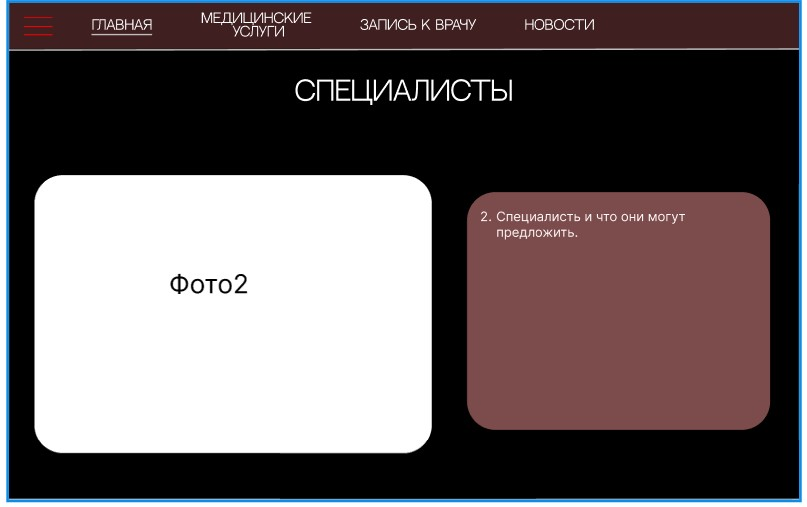 ГЛАВНАЯ
МЕДИЦИНСКИЕ
УСЛУГИ
ЗАПИСЬ К ВРАЧУ
НОВОСТИ
СПЕЦИАЛИСТЫ
Фото2
2. Специалисть и что они могут
предложить.